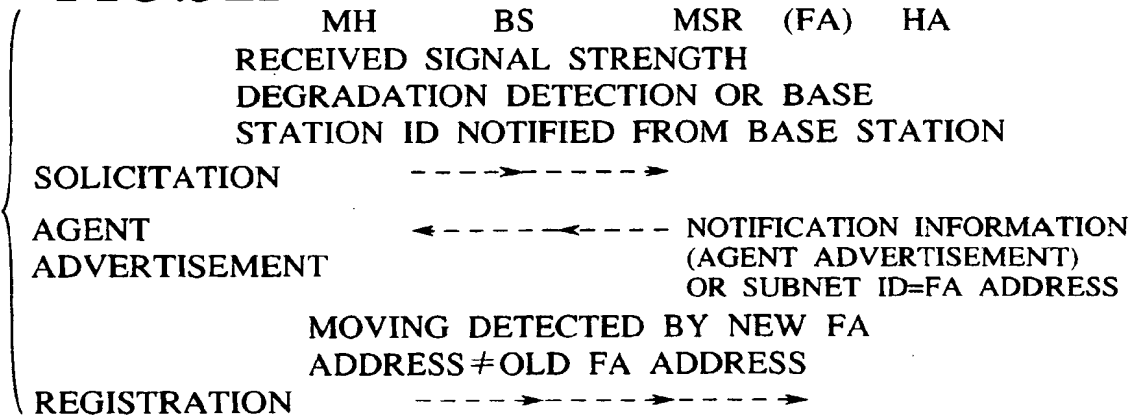 MH BS MSR (FA) HA
RECEIVED SIGNAL STRENGTH
DEGRADATION DETECTION OR BASE
STATION ID NOTIFIED FROM BASE STATION
SOLICITATION
AGENT
ADVERTISEMENT
NOTIFICATION INFORMATION
(AGENT ADVERTISEMENT)
OR SUBNET ID=FA ADDRESS
MOVING DETECTED BY NEW FA
ADDRESS≠OLD FA ADDRESS
REGISTRATION